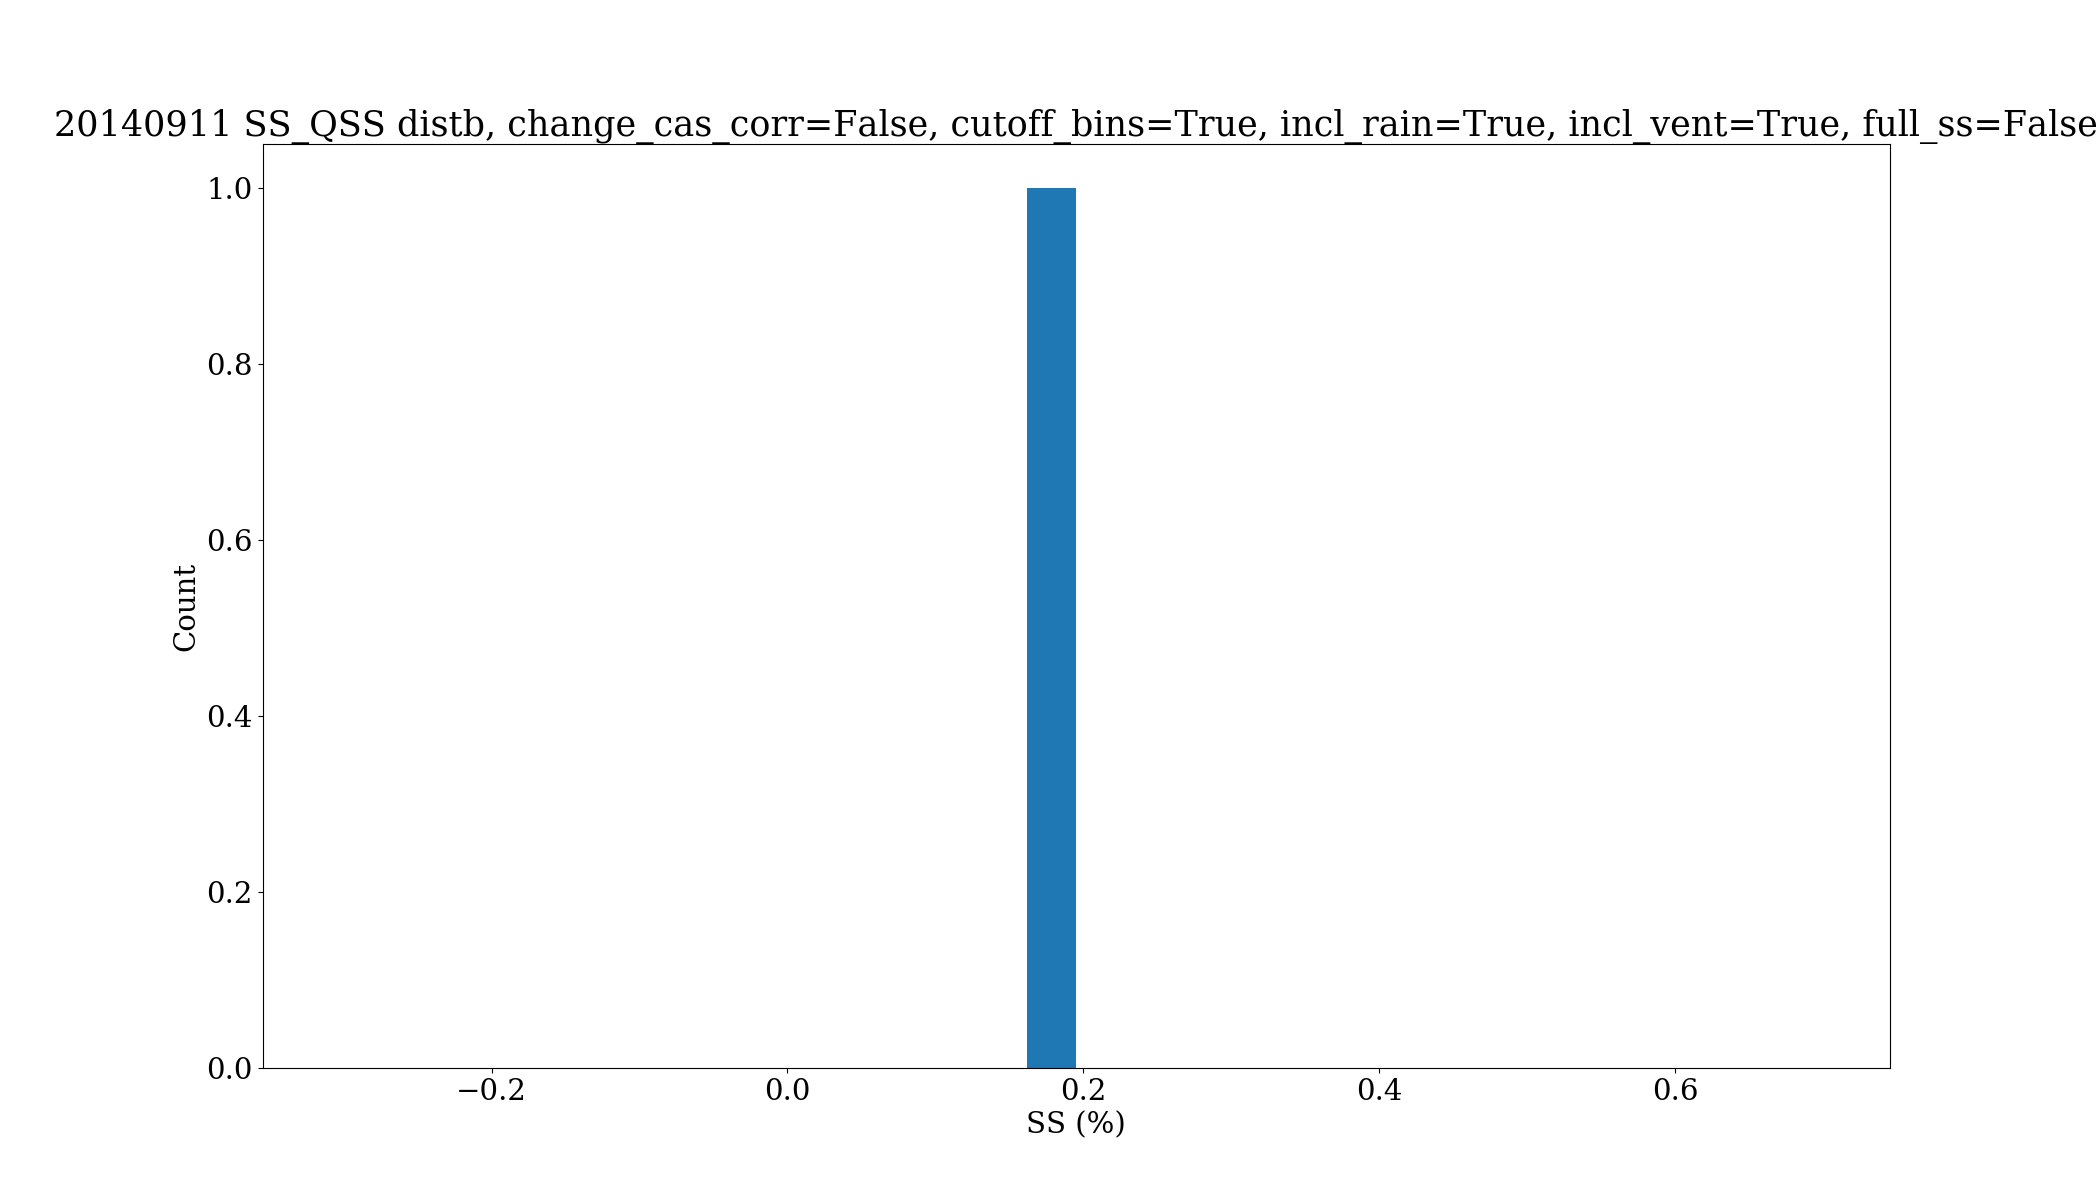 20140911 SS_QSS distb, change_cas_corr=False, cutoff_bins=True, incl_rain=True, incl_vent=True, full_ss=False
1.0
0.8
0.6
0.4
0.2
0.0
Count
−0.2 0.0 0.2 0.4 0.6
SS (%)